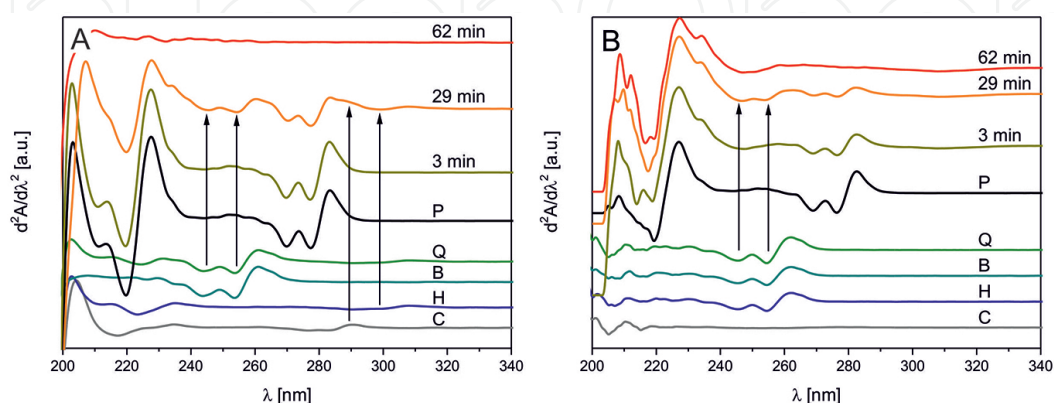 A
62 min
29 min
3 min
P
Q
B
H
C
d²A/dλ² [a.u.]
200 220 240 260 280 300 320 340
λ [nm]
B
62 min
29 min
3 min
P
Q
B
H
C
d²A/dλ² [a.u.]
200 220 240 260 280 300 320 340
λ [nm]